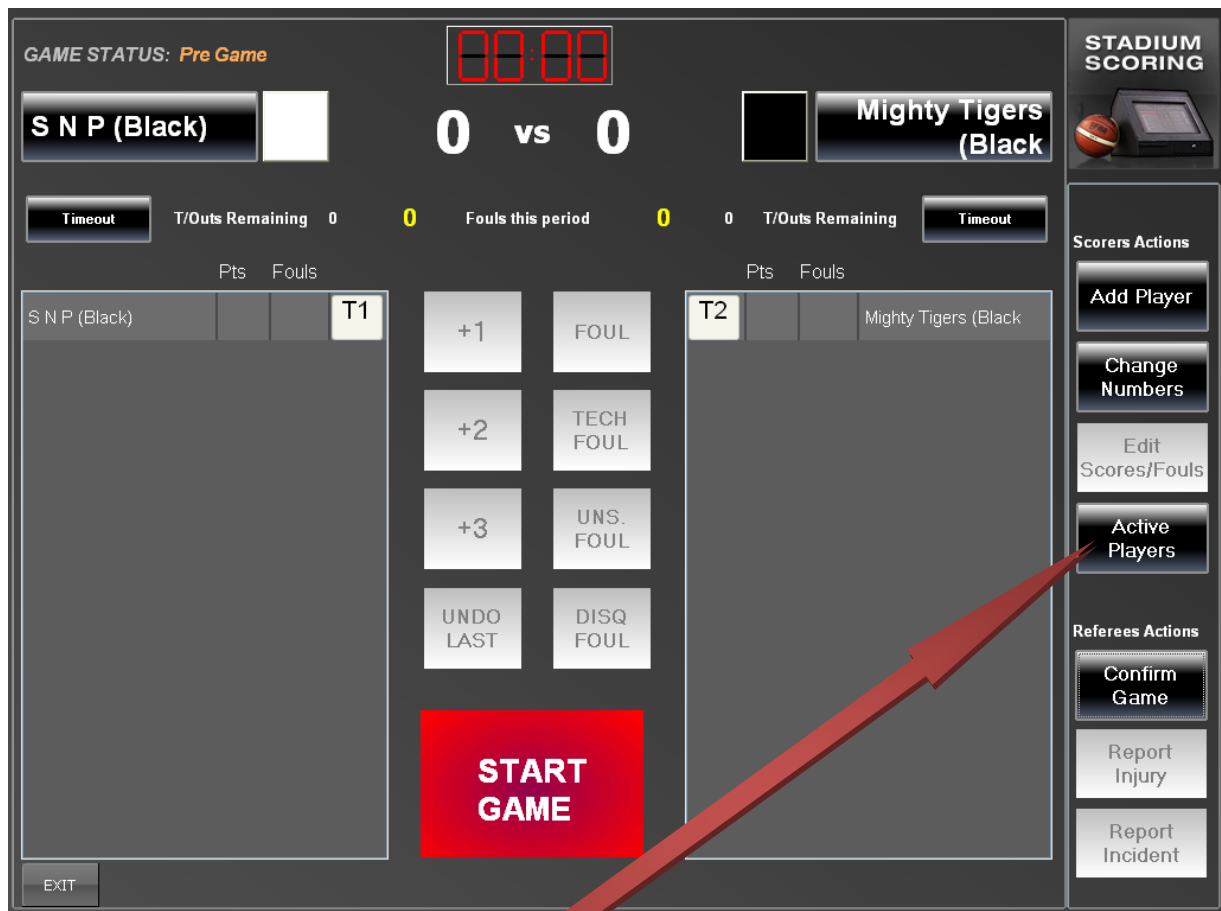 GAME STATUS: Pre Game
00:00
STADIUM
SCORING
S N P (Black)
0 vs 0
Mighty Tigers
(Black
Timeout
T/Outs Remaining 0
0 Fouls this period 0
0 T/Outs Remaining
Timeout
Pts Fouls
Pts Fouls
S N P (Black)
T1
T2
Mighty Tigers (Black
+1
FOUL
+2
TECH
FOUL
+3
UNS.
FOUL
UNDO
LAST
DISQ
FOUL
START
GAME
EXIT
Scorers Actions
Add Player
Change
Numbers
Edit
Scores/Fouls
Active
Players
Referees Actions
Confirm
Game
Report
Injury
Report
Incident